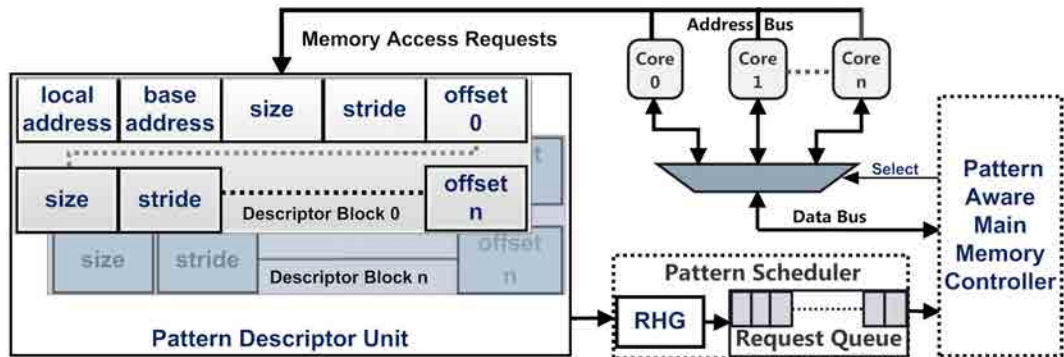 Address Bus
Memory Access Requests
Core
0
Core
1
Core
n
local
address
base
address
size
stride
offset
0
size
stride
Descriptor Block 0
offset
n
size
stride
Descriptor Block n
offset
n
Pattern Descriptor Unit
Select
Data Bus
Pattern
Aware
Main
Memory
Controller
Pattern Scheduler
RHG
Request Queue